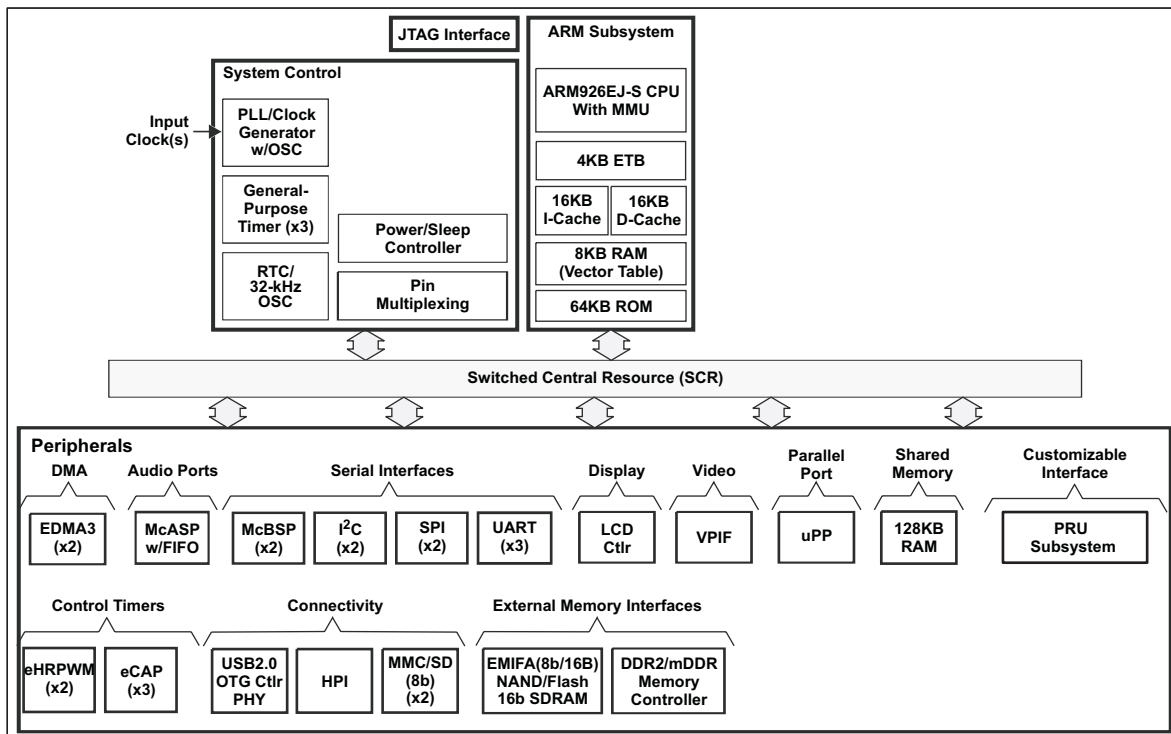 JTAG Interface
ARM Subsystem
System Control
Input
Clock(s)
PLL/Clock
Generator
w/OSC
General-
Purpose
Timer (x3)
RTC/
32-kHz
OSC
Power/Sleep
Controller
Pin
Multiplexing
ARM926EJ-S CPU
With MMU
4KB ETB
16KB
I-Cache
16KB
D-Cache
8KB RAM
(Vector Table)
64KB ROM
Switched Central Resource (SCR)
Peripherals
DMA
Audio Ports
Serial Interfaces
Display
Video
Parallel
Port
Shared
Memory
Customizable
Interface
EDMA3
(x2)
McASP
w/FIFO
McBSP
(x2)
I²C
(x2)
SPI
(x2)
UART
(x3)
LCD
Ctlr
VPIF
uPP
128KB
RAM
PRU
Subsystem
Control Timers
Connectivity
External Memory Interfaces
eHRPWM
(x2)
eCAP
(x3)
USB2.0
OTG Ctlr
PHY
HPI
MMC/SD
(8b)
(x2)
EMIFA(8b/16B)
NAND/Flash
16b SDRAM
DDR2/mDDR
Memory
Controller